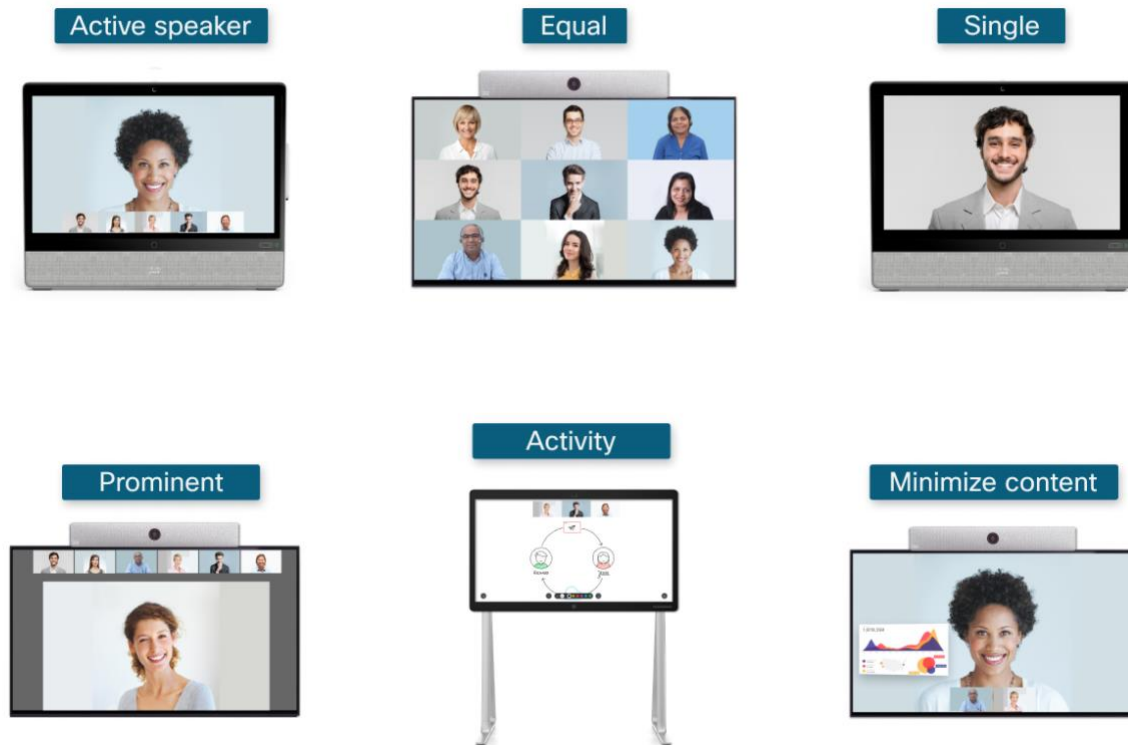 Active speaker
Equal
Single
Prominent
Activity
Minimize content